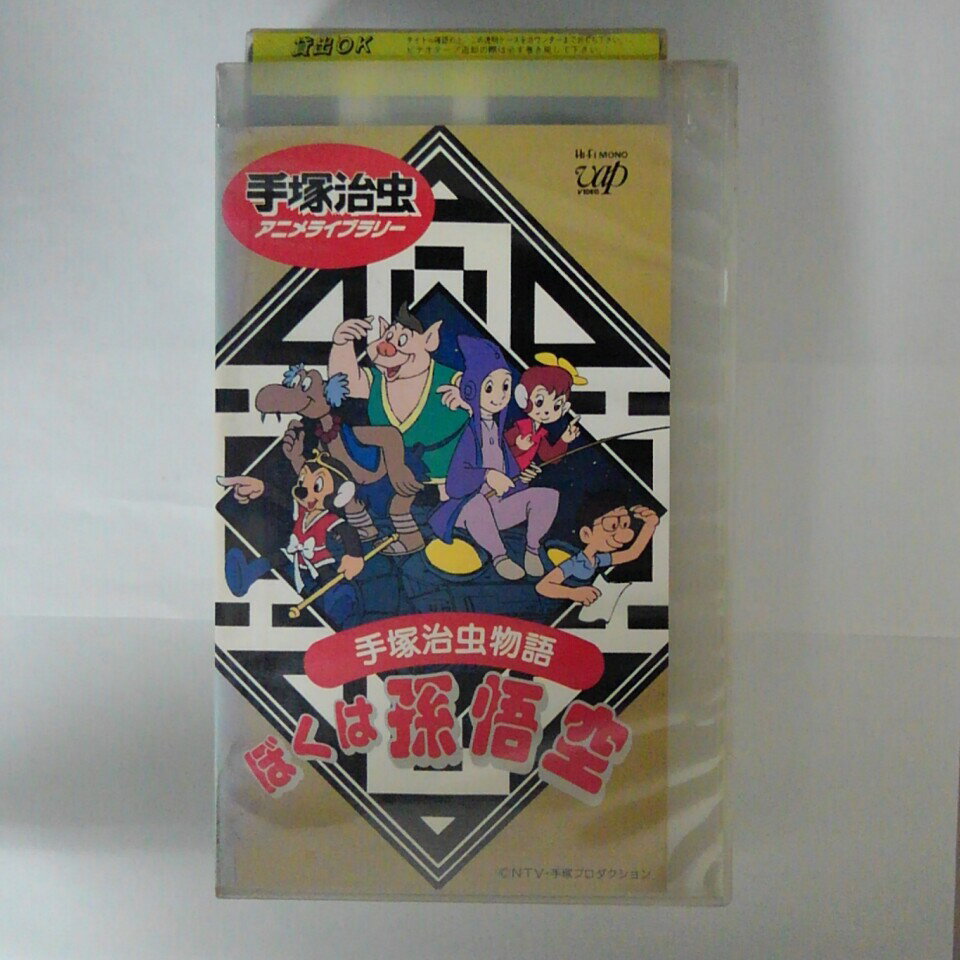 貸出OK
Hi-Fi MONO
vap
VIDEO
手塚治虫
アニメライブラリー
手塚治虫物語
ぼくは孫悟空
©NTV・手塚プロダクション